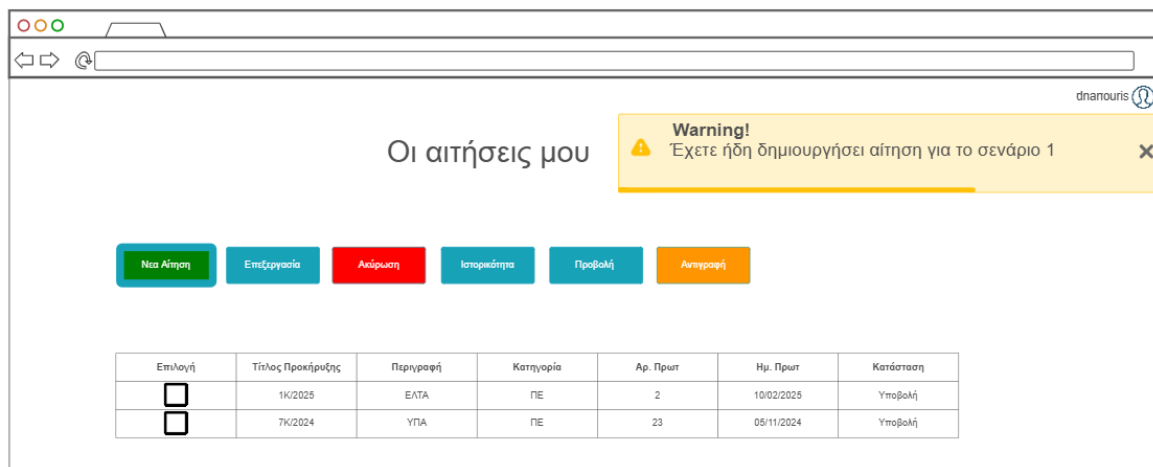 dnanouris
Warning!
Έχετε ήδη δημιουργήσει αίτηση για το σενάριο 1
Οι αιτήσεις μου
Νεα Αίτηση Επεξεργασία Ακύρωση Ιστορικότητα Προβολή Αντιγραφή
Επιλογή Τίτλος Προκήρυξης Περιγραφή Κατηγορία Αρ. Πρωτ Ημ. Πρωτ Κατάσταση
1Κ/2025 ΕΛΤΑ ΠΕ 2 10/02/2025 Υποβολή
7Κ/2024 ΥΠΑ ΠΕ 23 05/11/2024 Υποβολή